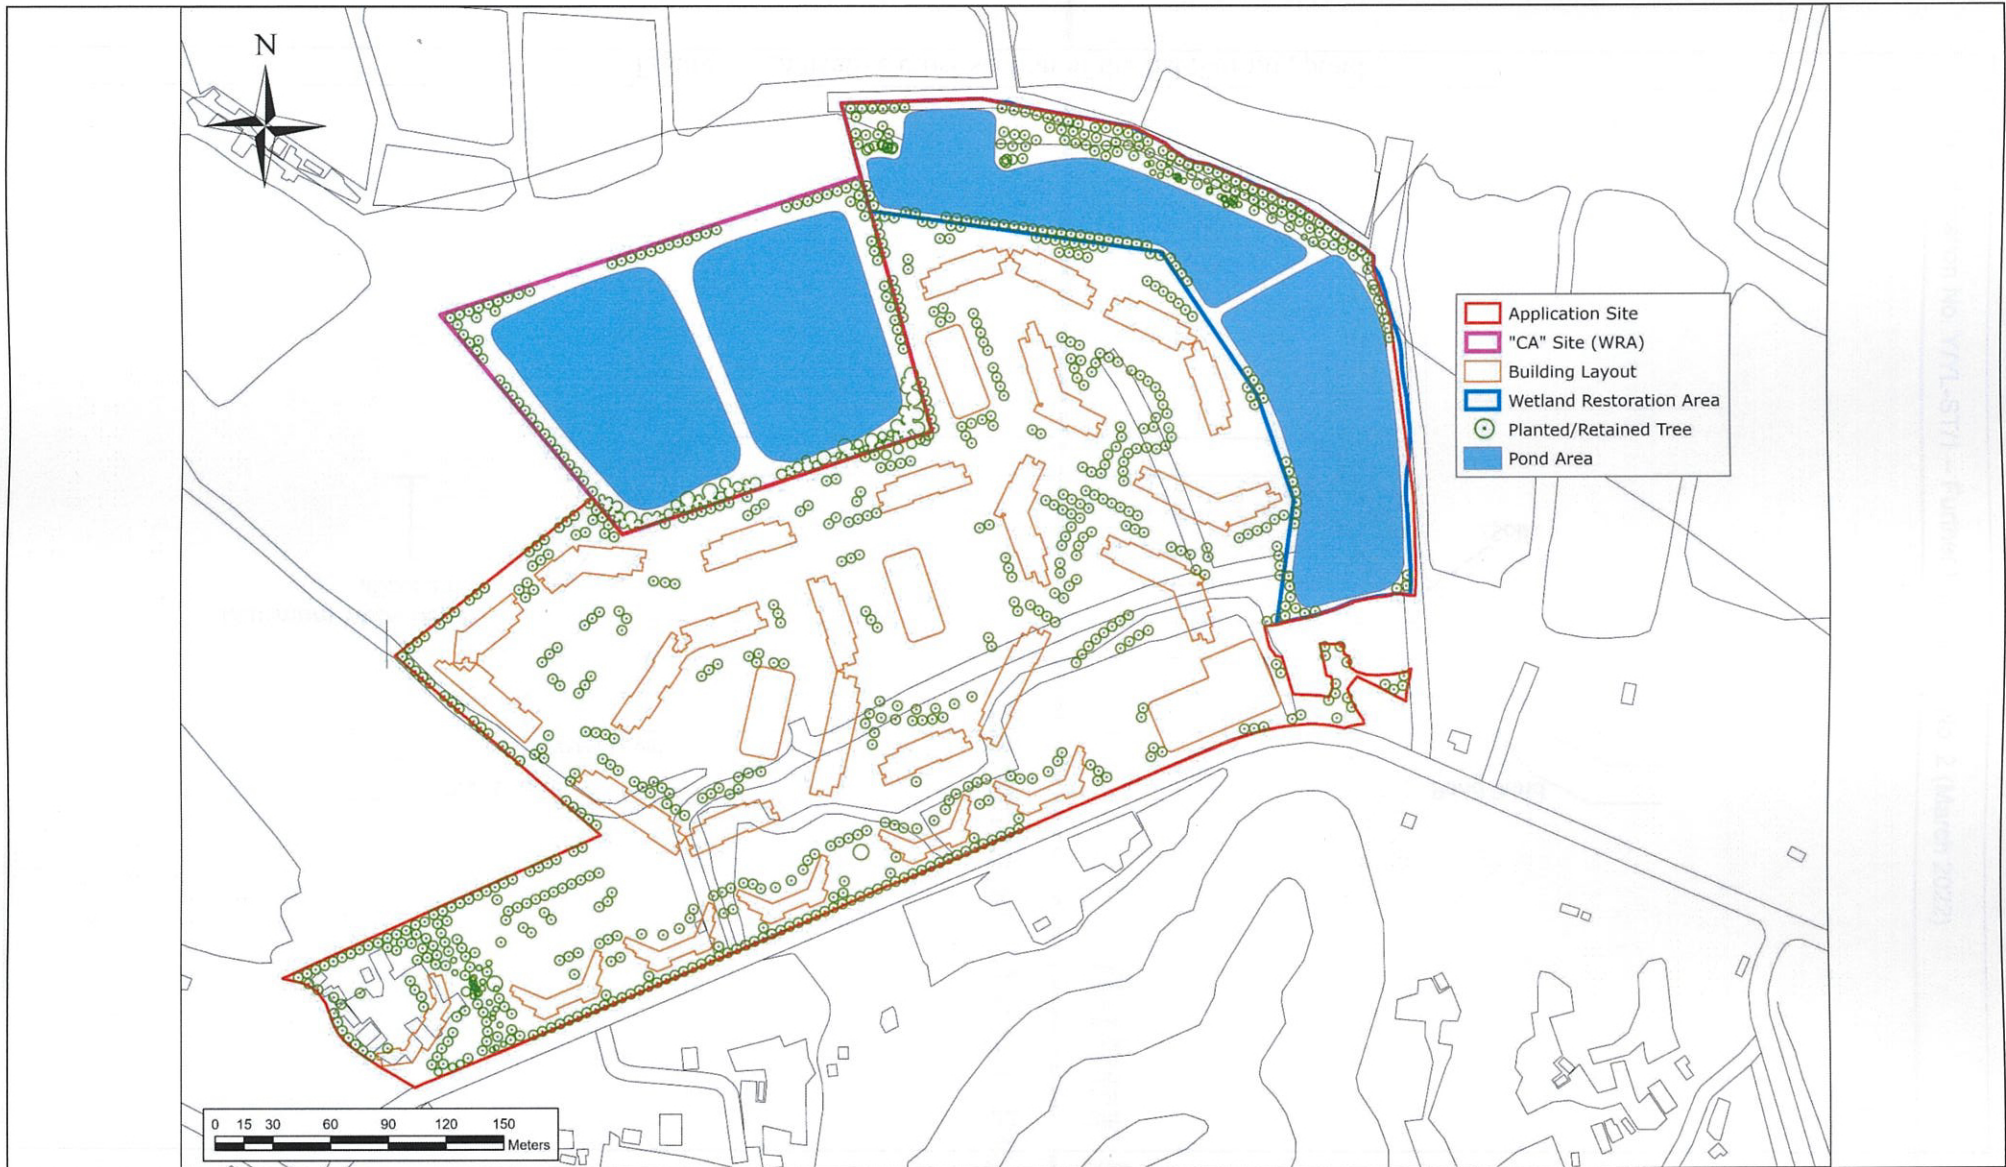 N
Application Site
"CA" Site (WRA)
Building Layout
Wetland Restoration Area
Planted/Retained Tree
Pond Area
0 15 30 60 90 120 150
Meters